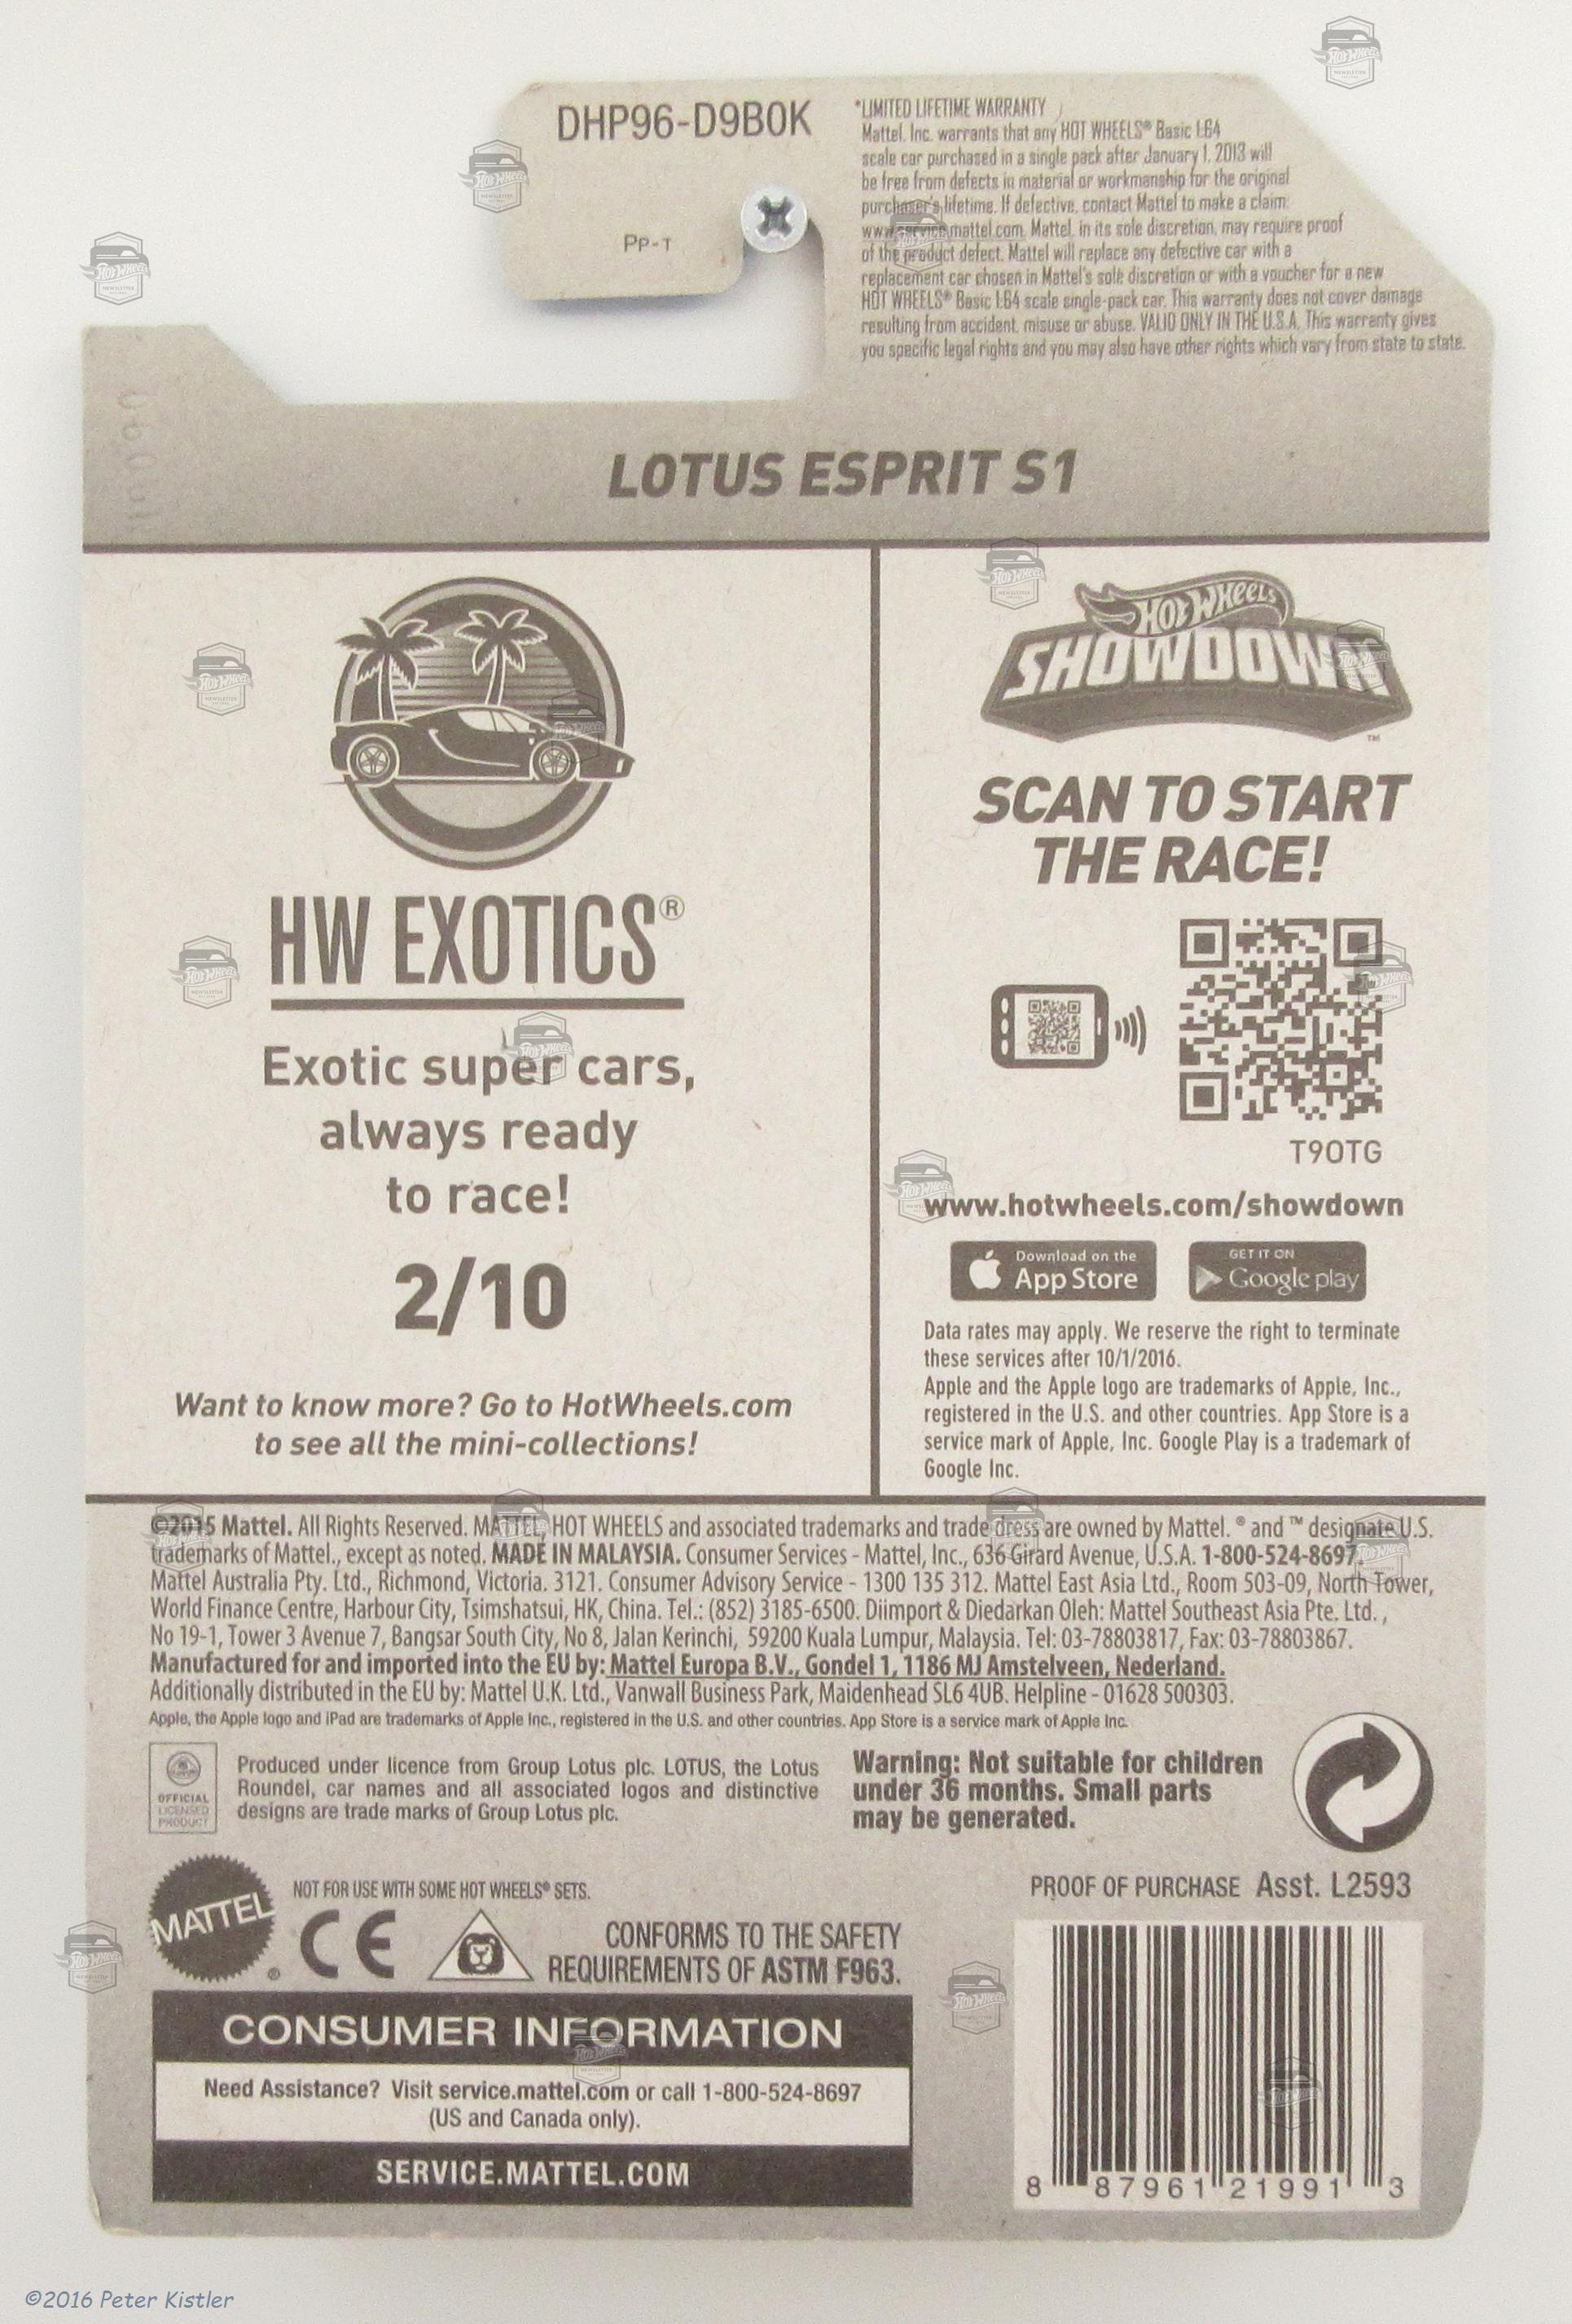 DHP96-D9B0K
PP-T
*LIMITED LIFETIME WARRANTY
Mattel, Inc. warrants that any HOT WHEELS® Basic 1:64
scale car purchased in a single pack after January 1, 2013 will
be free from defects in material or workmanship for the original
purchaser's lifetime. If defective, contact Mattel to make a claim:
www.service.mattel.com. Mattel, in its sole discretion, may require proof
of the product defect. Mattel will replace any defective car with a
replacement car chosen in Mattel's sole discretion or with a voucher for a new
HOT WHEELS® Basic 1:64 scale single-pack car. This warranty does not cover damage
resulting from accident, misuse or abuse. VALID ONLY IN THE U.S.A. This warranty gives
you specific legal rights and you may also have other rights which vary from state to state.
LOTUS ESPRIT S1
HW EXOTICS®
Exotic super cars,
always ready
to race!
2/10
Want to know more? Go to HotWheels.com
to see all the mini-collections!
Hot Wheels
SHOWDOWN
TM
SCAN TO START
THE RACE!
T9OTG
www.hotwheels.com/showdown
Download on the
App Store
GET IT ON
Google play
Data rates may apply. We reserve the right to terminate
these services after 10/1/2016.
Apple and the Apple logo are trademarks of Apple, Inc.,
registered in the U.S. and other countries. App Store is a
service mark of Apple, Inc. Google Play is a trademark of
Google Inc.
©2015 Mattel. All Rights Reserved. MATTEL, HOT WHEELS and associated trademarks and trade dress are owned by Mattel. ® and ™ designate U.S.
trademarks of Mattel., except as noted. MADE IN MALAYSIA. Consumer Services - Mattel, Inc., 636 Girard Avenue, U.S.A. 1-800-524-8697.
Mattel Australia Pty. Ltd., Richmond, Victoria. 3121. Consumer Advisory Service - 1300 135 312. Mattel East Asia Ltd., Room 503-09, North Tower,
World Finance Centre, Harbour City, Tsimshatsui, HK, China. Tel.: (852) 3185-6500. Diimport & Diedarkan Oleh: Mattel Southeast Asia Pte. Ltd. ,
No 19-1, Tower 3 Avenue 7, Bangsar South City, No 8, Jalan Kerinchi, 59200 Kuala Lumpur, Malaysia. Tel: 03-78803817, Fax: 03-78803867.
Manufactured for and imported into the EU by: Mattel Europa B.V., Gondel 1, 1186 MJ Amstelveen, Nederland.
Additionally distributed in the EU by: Mattel U.K. Ltd., Vanwall Business Park, Maidenhead SL6 4UB. Helpline - 01628 500303.
Apple, the Apple logo and iPad are trademarks of Apple Inc., registered in the U.S. and other countries. App Store is a service mark of Apple Inc.
OFFICIAL
LICENSED
PRODUCT
Produced under licence from Group Lotus plc. LOTUS, the Lotus
Roundel, car names and all associated logos and distinctive
designs are trade marks of Group Lotus plc.
Warning: Not suitable for children
under 36 months. Small parts
may be generated.
MATTEL®
NOT FOR USE WITH SOME HOT WHEELS® SETS.
CE
CONFORMS TO THE SAFETY
REQUIREMENTS OF ASTM F963.
PROOF OF PURCHASE Asst. L2593
CONSUMER INFORMATION
Need Assistance? Visit service.mattel.com or call 1-800-524-8697
(US and Canada only).
SERVICE.MATTEL.COM
8 87961 21991 3
©2016 Peter Kistler